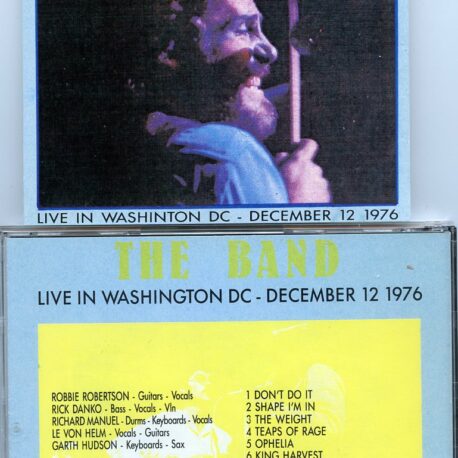 LIVE IN WASHINTON DC - DECEMBER 12 1976
THE BAND
LIVE IN WASHINGTON DC - DECEMBER 12 1976
ROBBIE ROBERTSON - Guitars - Vocals
RICK DANKO - Bass - Vocals - Vln
RICHARD MANUEL - Durms - Keyboards - Vocals
LE VON HELM - Vocals - Guitars
GARTH HUDSON - Keyboards - Sax
1 DON'T DO IT
2 SHAPE I'M IN
3 THE WEIGHT
4 TEAPS OF RAGE
5 OPHELIA
6 KING HARVEST